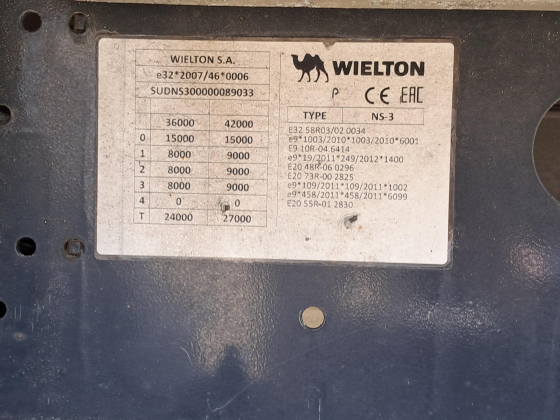 WIELTON S.A.
e32*2007/46*0006
SUDNS300000089033
36000 42000
0 15000 15000
1 8000 9000
2 8000 9000
3 8000 9000
4 0 0
T 24000 27000
WIELTON
P CE EAC
TYPE NS-3
E32 58R03/02 0034
e9*1003/2010*1003/2010*6001
E9 10R-04.6414
e9*19/2011*249/2012*1400
E20 48R-06 0296
E20 73R-00 2825
e9*109/2011*109/2011*1002
e9*458/2011*458/2011*6099
E20 55R-01 2830